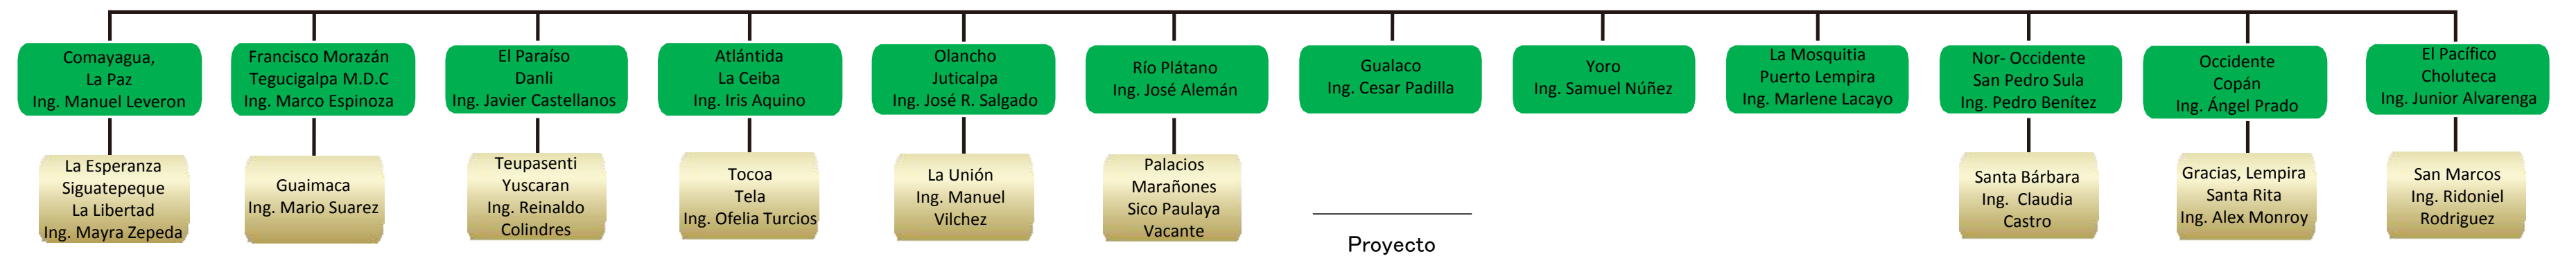 Comayagua,
La Paz
Ing. Manuel Leveron
Francisco Morazán
Tegucigalpa M.D.C
Ing. Marco Espinoza
El Paraíso
Danli
Ing. Javier Castellanos
Atlántida
La Ceiba
Ing. Iris Aquino
Olancho
Juticalpa
Ing. José R. Salgado
Río Plátano
Ing. José Alemán
Gualaco
Ing. Cesar Padilla
Yoro
Ing. Samuel Núñez
La Mosquitia
Puerto Lempira
Ing. Marlene Lacayo
Nor- Occidente
San Pedro Sula
Ing. Pedro Benítez
Occidente
Copán
Ing. Ángel Prado
El Pacífico
Choluteca
Ing. Junior Alvarenga
La Esperanza
Siguatepeque
La Libertad
Ing. Mayra Zepeda
Guaimaca
Ing. Mario Suarez
Teupasenti
Yuscaran
Ing. Reinaldo
Colindres
Tocoa
Tela
Ing. Ofelia Turcios
La Unión
Ing. Manuel
Vilchez
Palacios
Marañones
Sico Paulaya
Vacante
Proyecto
Santa Bárbara
Ing. Claudia
Castro
Gracias, Lempira
Santa Rita
Ing. Alex Monroy
San Marcos
Ing. Ridoniel
Rodriguez